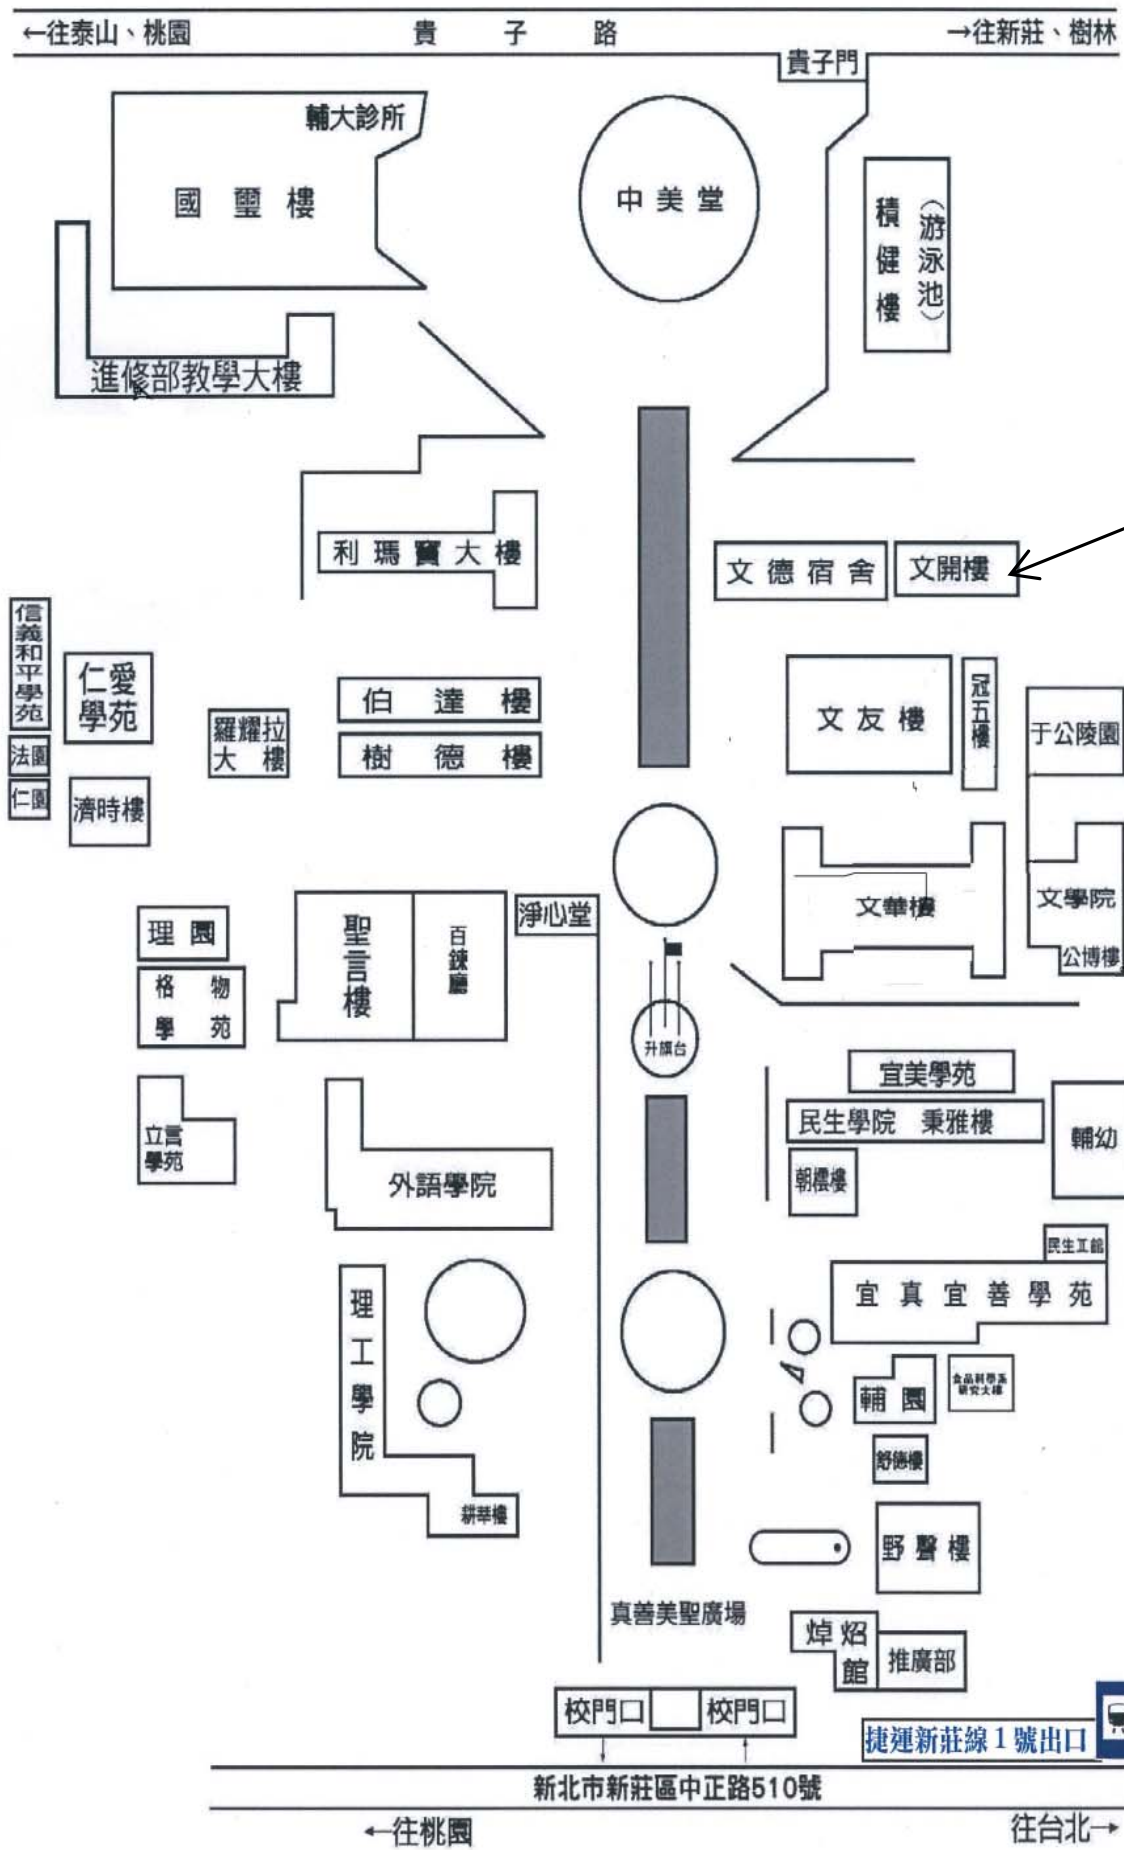 ←往泰山、桃園
貴子路
→往新莊、樹林
貴子門
輔大診所
國璽樓
中美堂
積健樓
（游泳池）
進修部教學大樓
利瑪竇大樓
文德宿舍
文開樓
信義和平學苑
仁愛
學苑
法園
仁園
濟時樓
羅耀拉
大樓
伯達樓
樹德樓
文友樓
冠五樓
于公陵園
文華樓
文學院
公博樓
理園
格物
學苑
聖言樓
百鍊廳
淨心堂
升旗台
立言
學苑
外語學院
宜美學苑
民生學院 秉雅樓
朝橒樓
輔幼
民生工館
宜真宜善學苑
理工學院
輔園
食品科學系
研究大樓
舒德樓
耕莘樓
野聲樓
真善美聖廣場
焯炤
館
推廣部
校門口
校門口
捷運新莊線1號出口
新北市新莊區中正路510號
←往桃園
往台北→